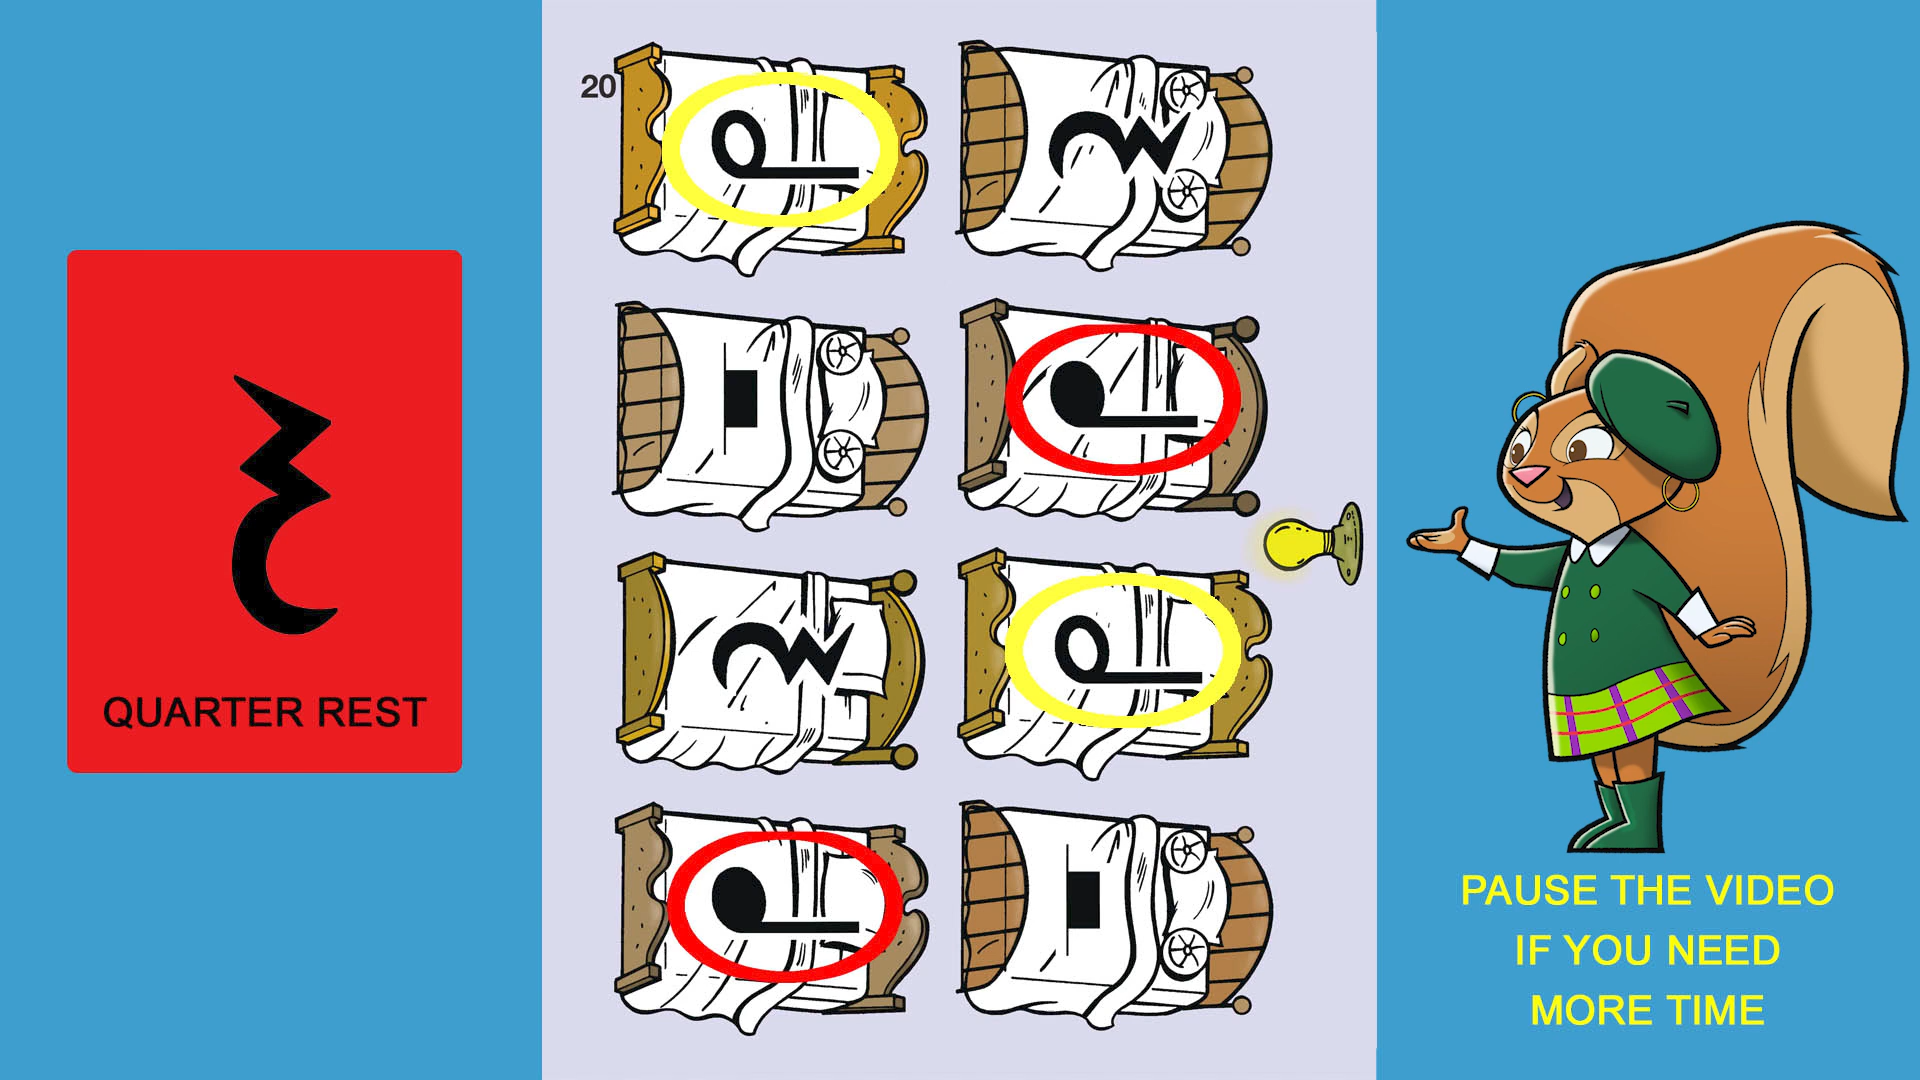 20
QUARTER REST
PAUSE THE VIDEO
IF YOU NEED
MORE TIME